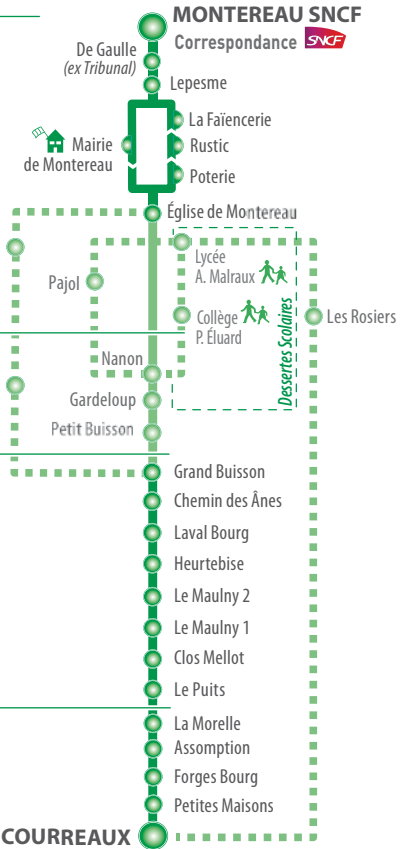 MONTEREAU SNCF
Correspondance SNCF
De Gaulle
(ex Tribunal)
Lepesme
La Faïencerie
Mairie
de Montereau
Rustic
Poterie
Église de Montereau
Lycée
A. Malraux
Pajol
Collège
P. Éluard
Dessertes Scolaires
Les Rosiers
Nanon
Gardeloup
Petit Buisson
Grand Buisson
Chemin des Ânes
Laval Bourg
Heurtebise
Le Maulny 2
Le Maulny 1
Clos Mellot
Le Puits
La Morelle
Assomption
Forges Bourg
Petites Maisons
COURREAUX